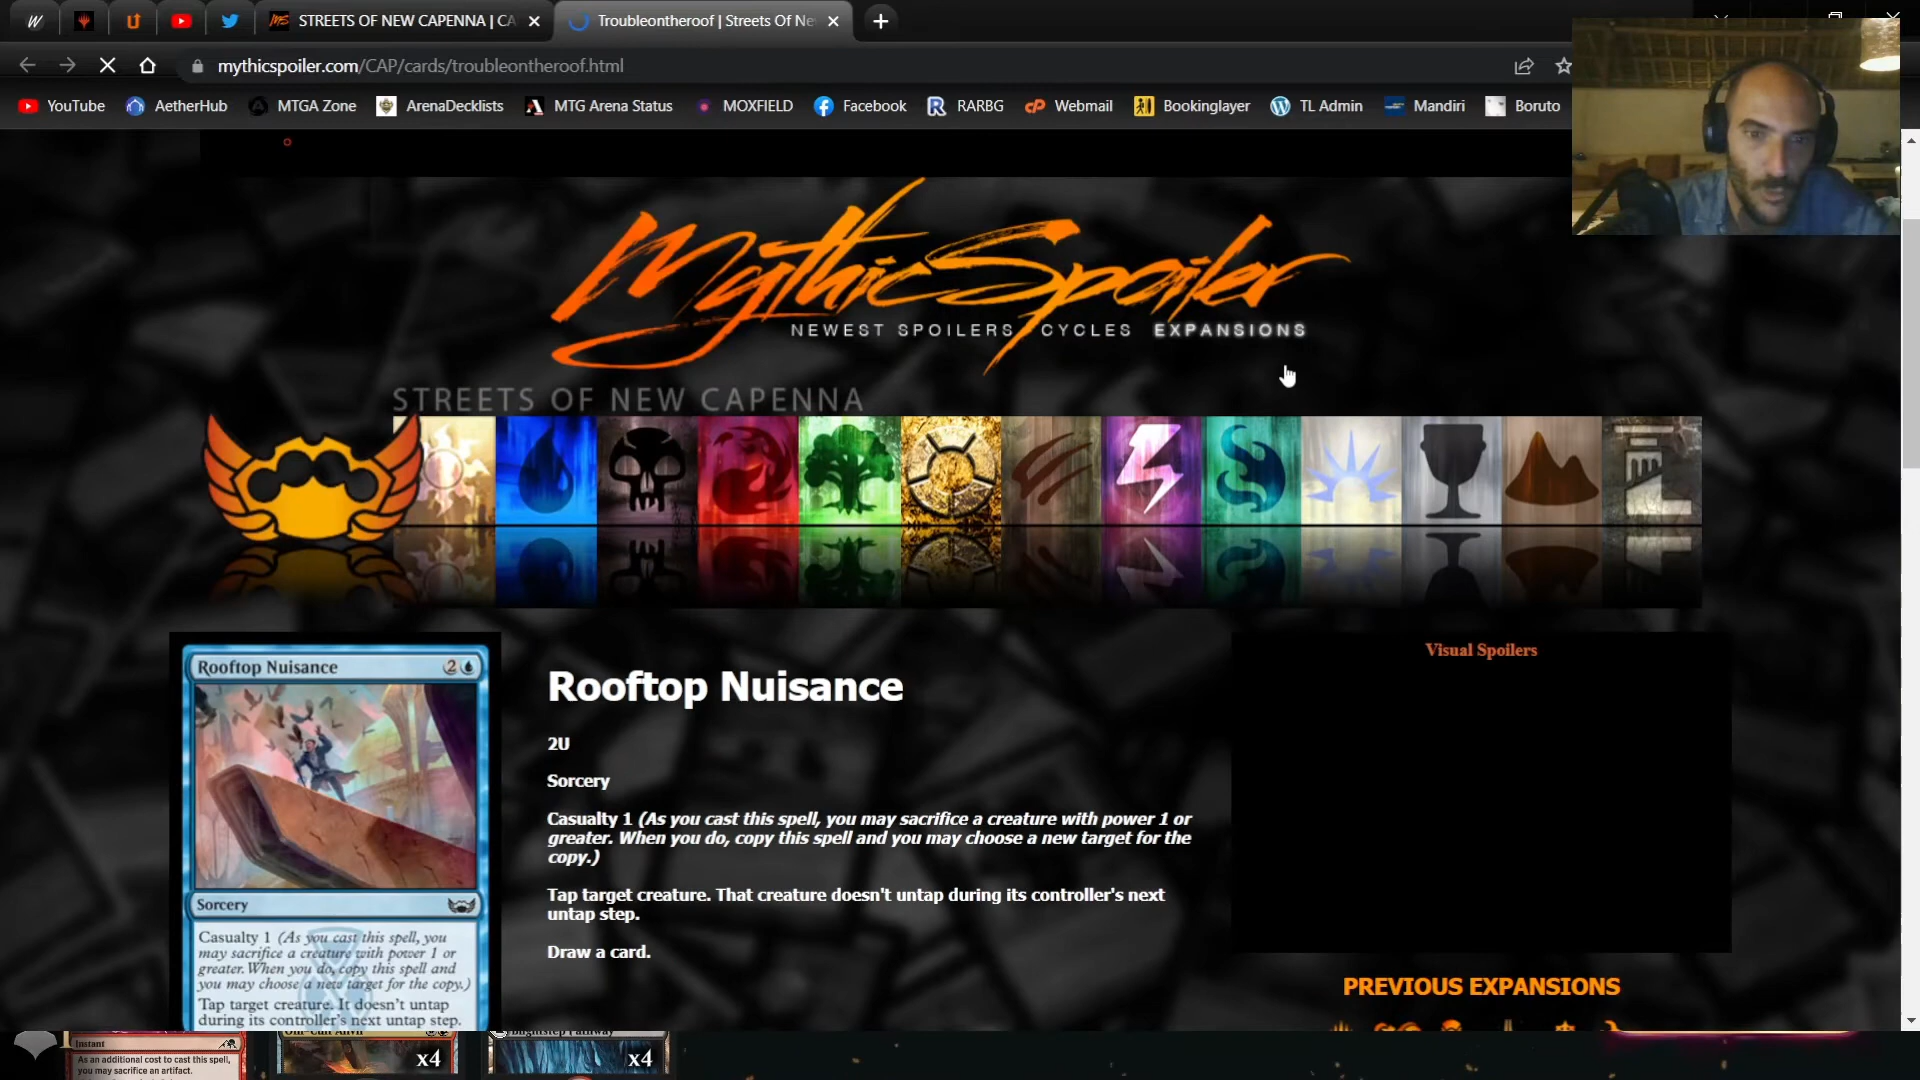 STREETS OF NEW CAPENNA | CA
Troubleontheroof | Streets Of Ne
mythicspoiler.com/CAP/cards/troubleontheroof.html
YouTube
AetherHub
MTGA Zone
ArenaDecklists
MTG Arena Status
MOXFIELD
Facebook
RARBG
Webmail
Bookinglayer
TL Admin
Mandiri
Boruto
MythicSpoiler
NEWEST SPOILERS CYCLES EXPANSIONS
STREETS OF NEW CAPENNA
Rooftop Nuisance 2
Sorcery
Casualty 1 (As you cast this spell, you
may sacrifice a creature with power 1 or
greater. When you do, copy this spell and
you may choose a new target for the copy.)
Tap target creature. It doesn't untap
during its controller's next untap step.
Rooftop Nuisance
2U
Sorcery
Casualty 1 (As you cast this spell, you may sacrifice a creature with power 1 or
greater. When you do, copy this spell and you may choose a new target for the
copy.)
Tap target creature. That creature doesn't untap during its controller's next
untap step.
Draw a card.
Visual Spoilers
PREVIOUS EXPANSIONS
Instant
As an additional cost to cast this spell,
you may sacrifice an artifact.
x4
x4